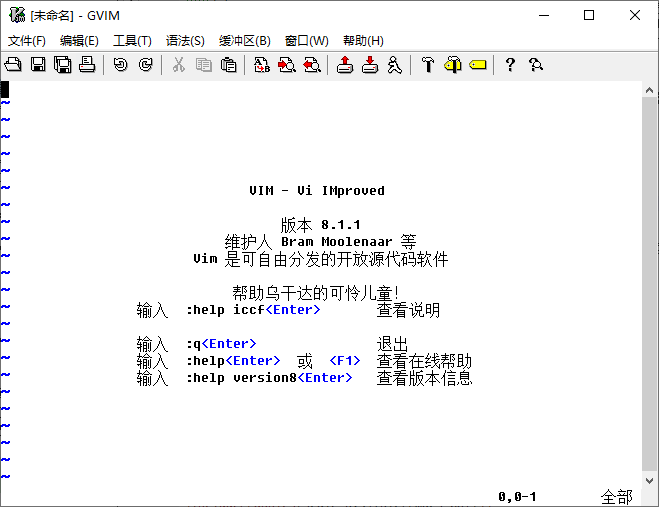 [未命名] - GVIM
文件(F) 编辑(E) 工具(T) 语法(S) 缓冲区(B) 窗口(W) 帮助(H)
~
~
~
~
~
VIM - Vi IMproved
~
~ 版本 8.1.1
~ 维护人 Bram Moolenaar 等
~ Vim 是可自由分发的开放源代码软件
~
~ 帮助乌干达的可怜儿童!
~ 输入 :help iccf<Enter> 查看说明
~
~ 输入 :q<Enter> 退出
~ 输入 :help<Enter> 或 <F1> 查看在线帮助
~ 输入 :help version8<Enter> 查看版本信息
~
~
~
~
~
~
0,0-1 全部